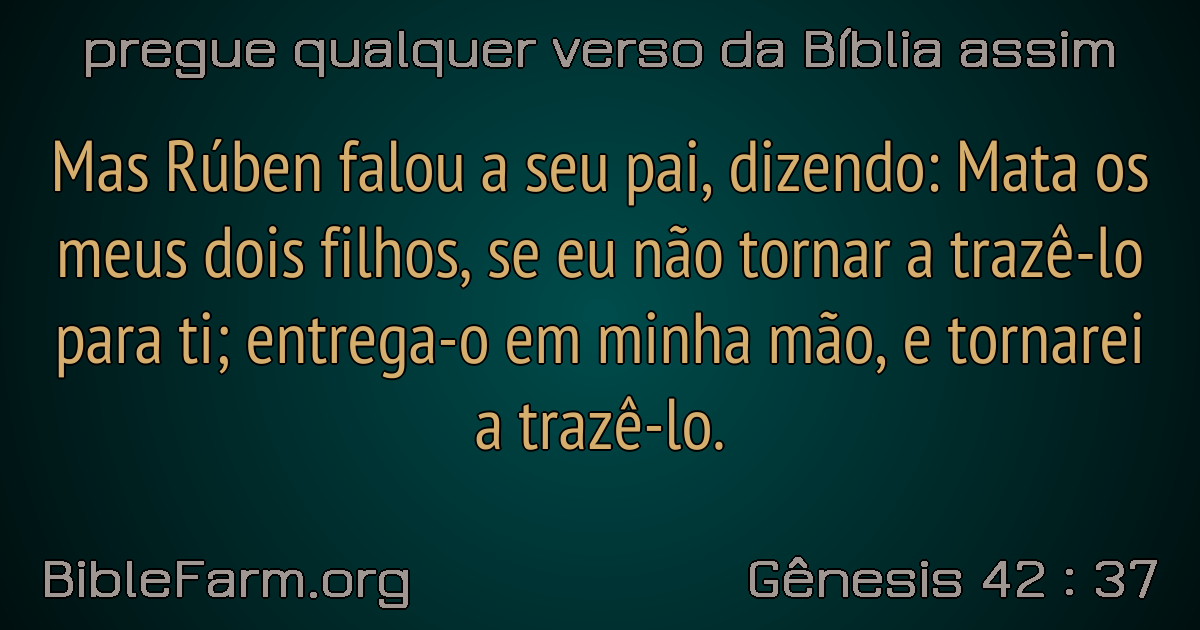 pregue qualquer verso da Bíblia assim
Mas Rúben falou a seu pai, dizendo: Mata os
meus dois filhos, se eu não tornar a trazê-lo
para ti; entrega-o em minha mão, e tornarei
a trazê-lo.
BibleFarm.org
Gênesis 42 : 37